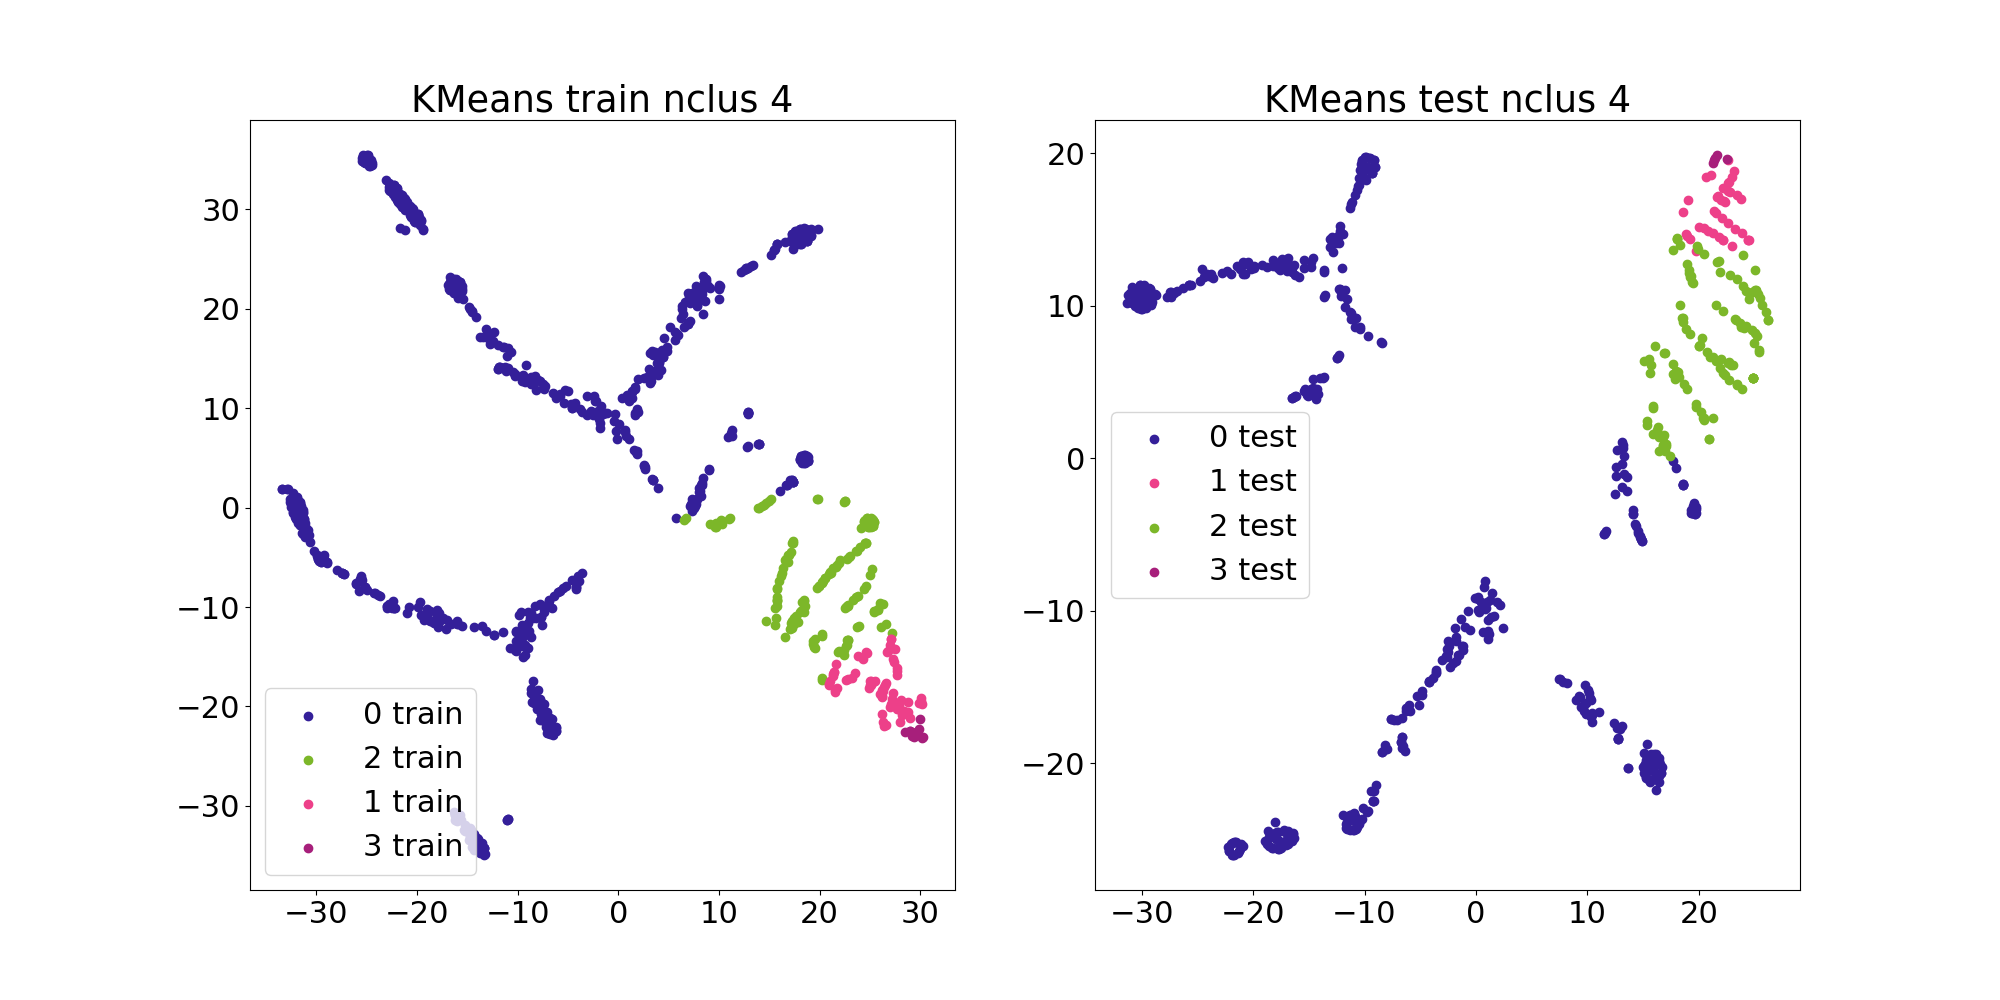 KMeans train nclus 4
30
20
10
0
−10
−20
−30
−30 −20 −10 0 10 20 30
0 train
2 train
1 train
3 train
KMeans test nclus 4
20
10
0
−10
−20
−30 −20 −10 0 10 20
0 test
1 test
2 test
3 test